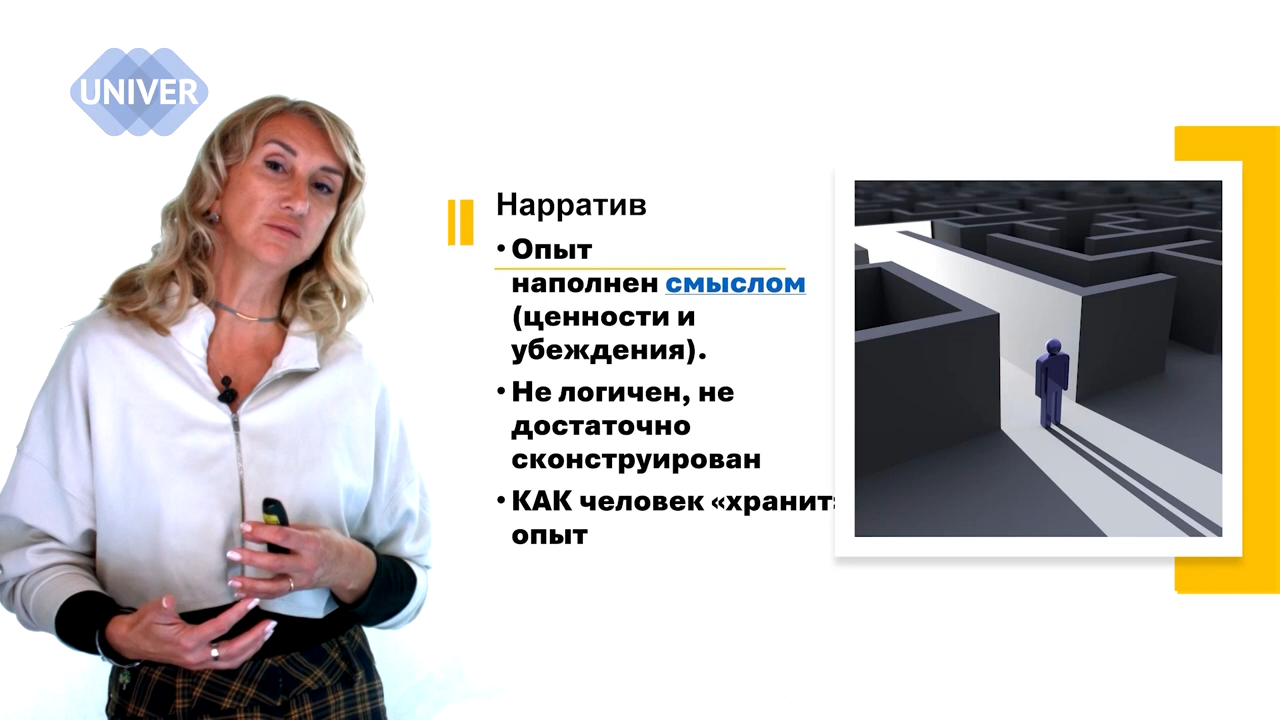 UNIVER
Нарратив
• Опыт
наполнен смыслом
(ценности и
убеждения).
• Не логичен, не
достаточно
сконструирован
• КАК человек «хранит»
опыт